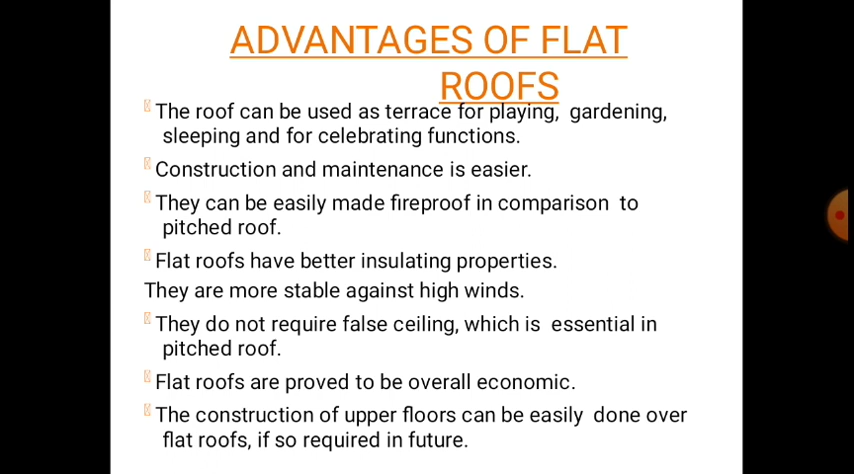 ADVANTAGES OF FLAT
ROOFS
The roof can be used as terrace for playing, gardening,
sleeping and for celebrating functions.
Construction and maintenance is easier.
They can be easily made fireproof in comparison to
pitched roof.
Flat roofs have better insulating properties.
They are more stable against high winds.
They do not require false ceiling, which is essential in
pitched roof.
Flat roofs are proved to be overall economic.
The construction of upper floors can be easily done over
flat roofs, if so required in future.